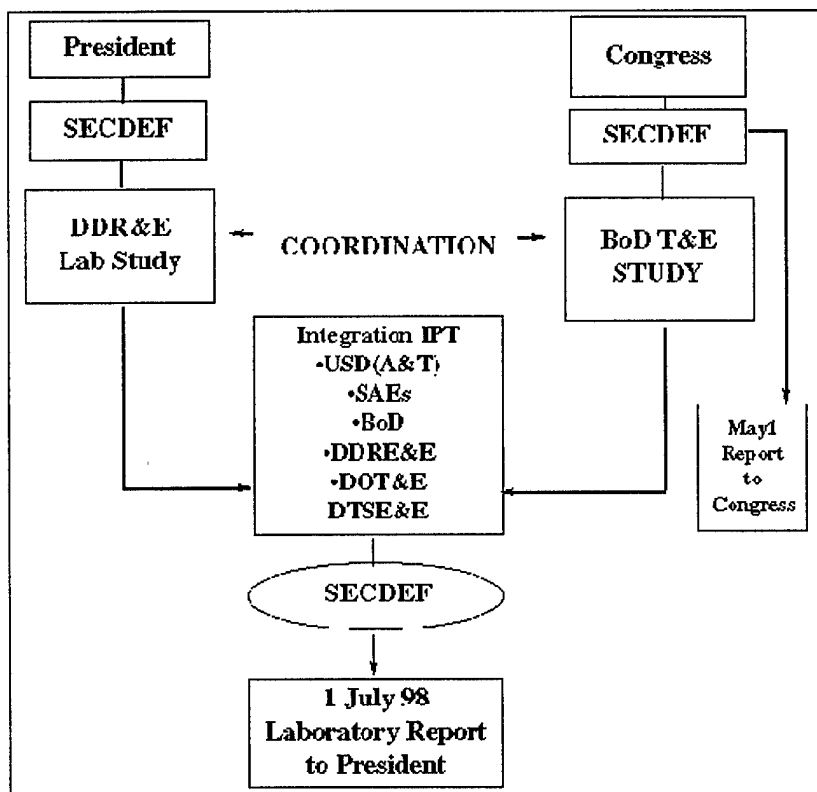 President
Congress
SECDEF
SECDEF
DDR&E
Lab Study
COORDINATION
BoD T&E
STUDY
Integration IPT
•USD(A&T)
•SAEs
•BoD
•DDRE&E
•DOT&E
DTSE&E
May1
Report
to
Congress
SECDEF
1 July 98
Laboratory Report
to President